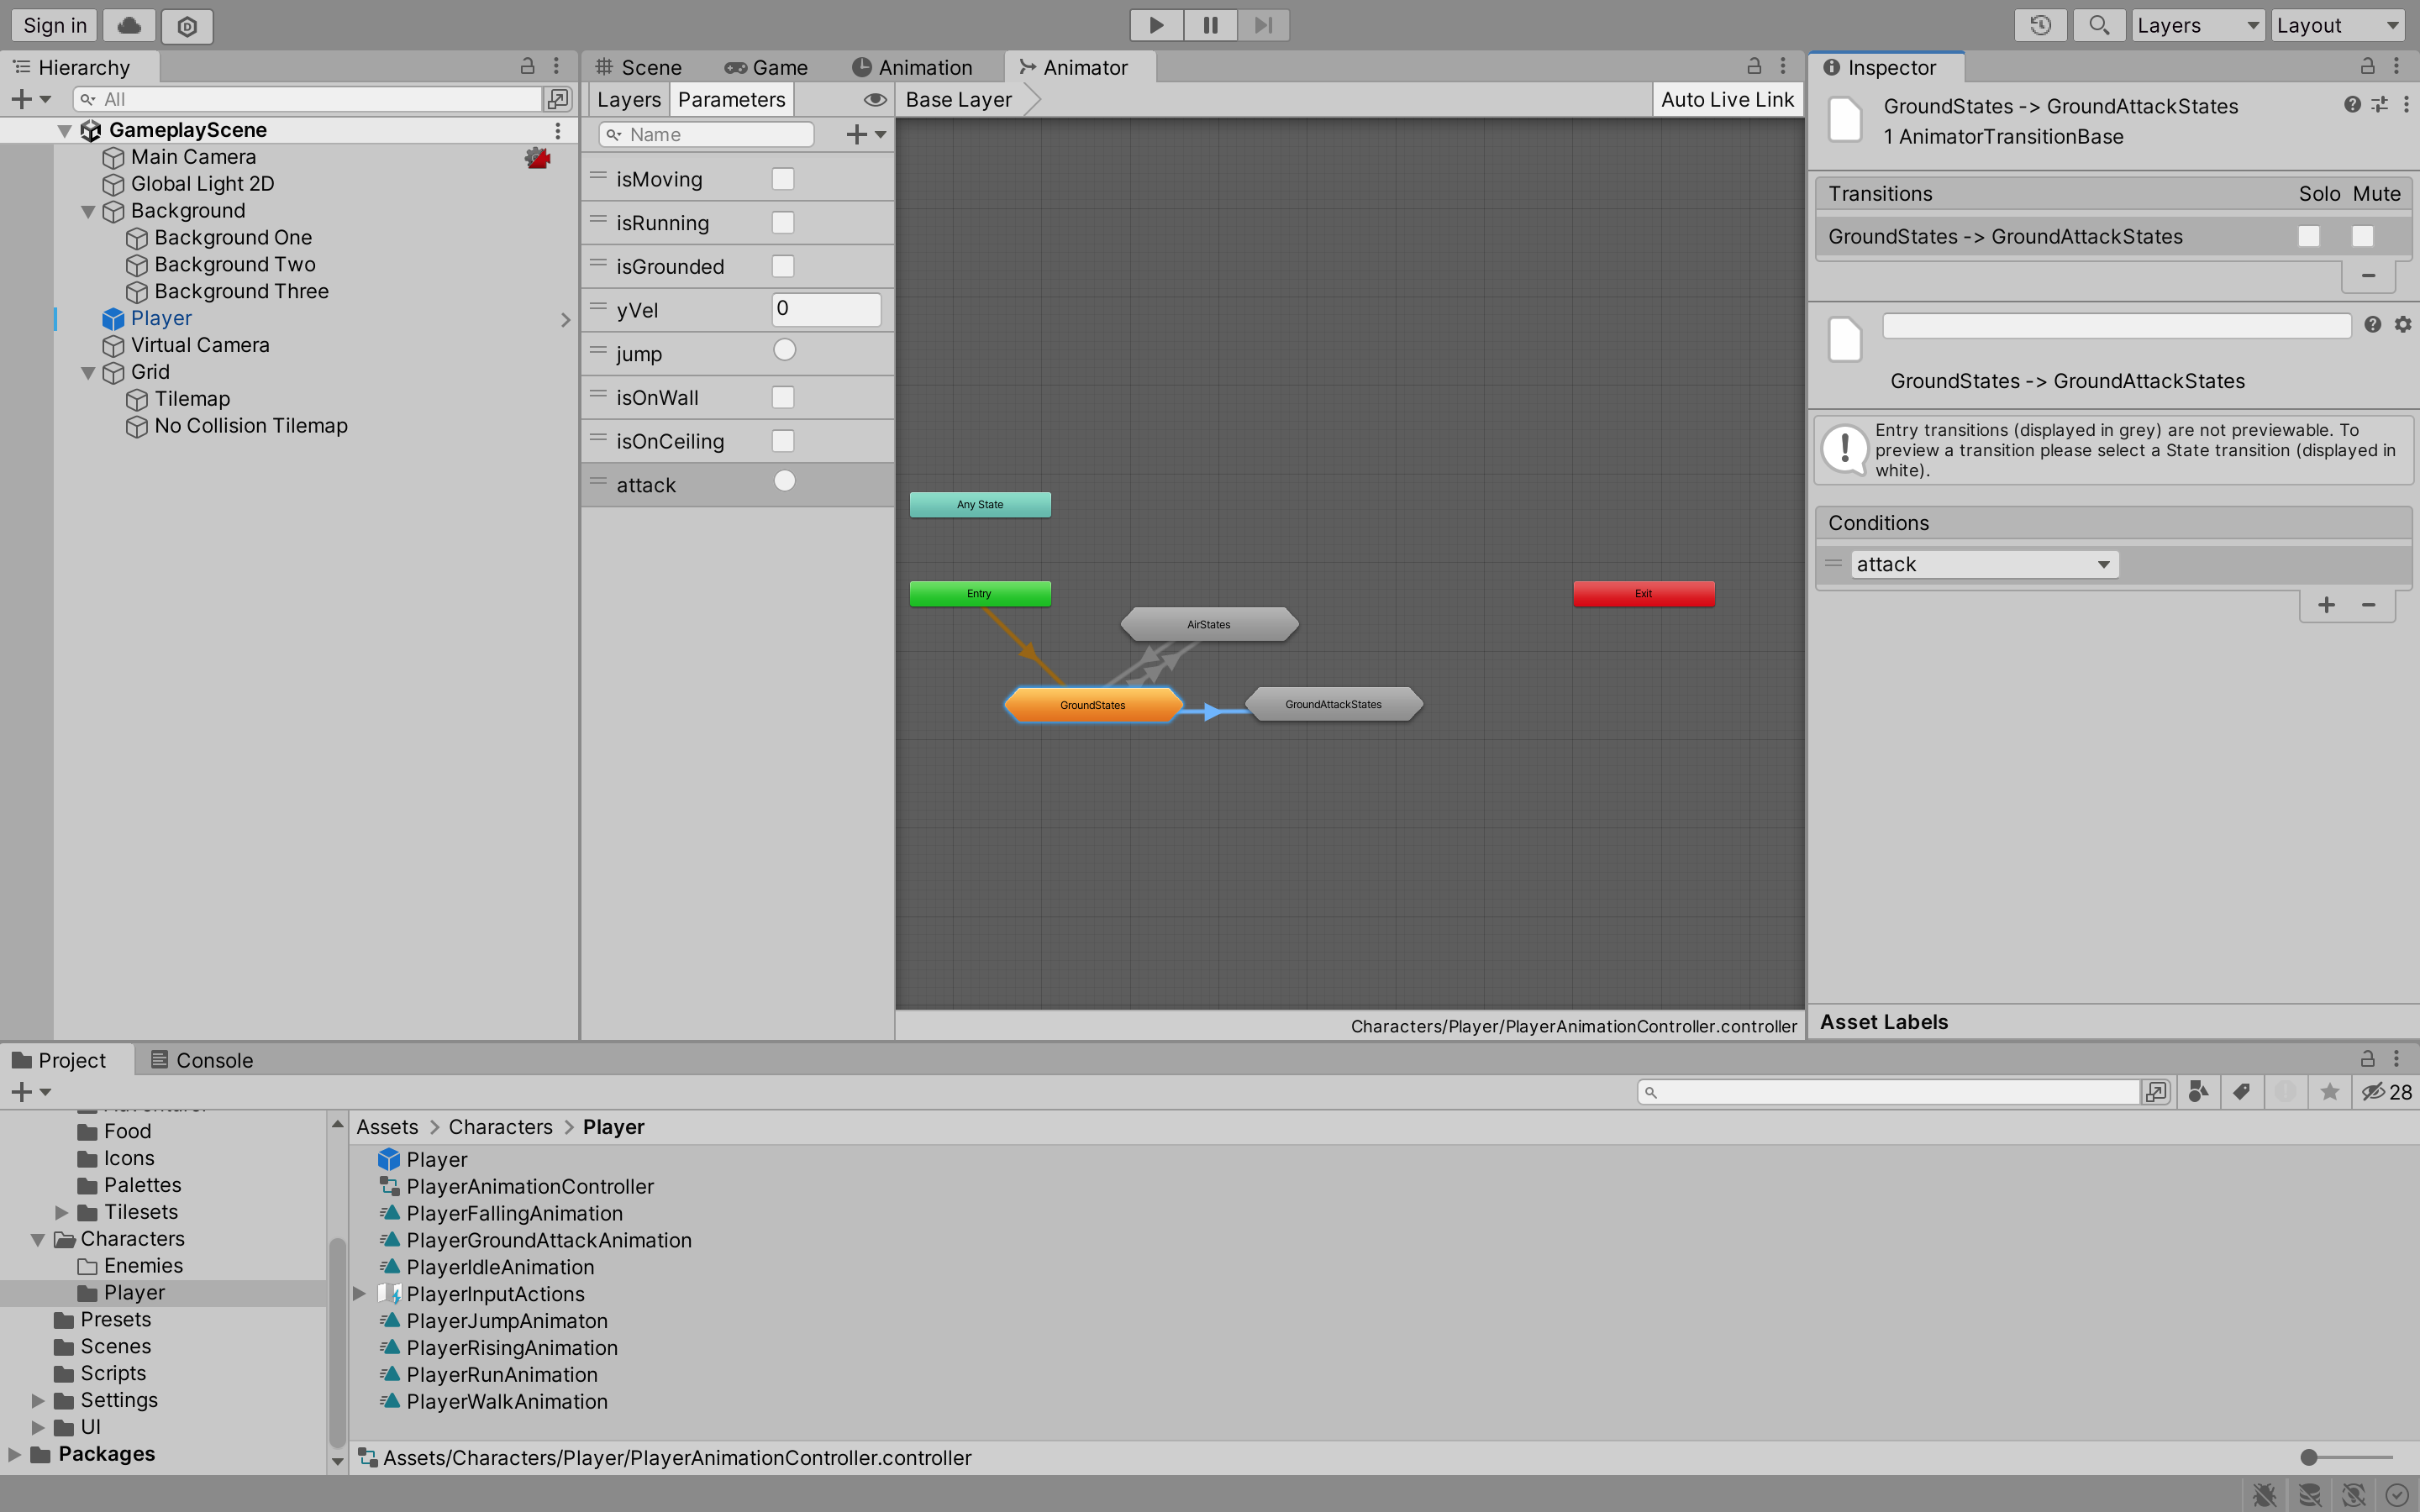 Sign in
Layers
Layout
Hierarchy
All
GameplayScene
Main Camera
Global Light 2D
Background
Background One
Background Two
Background Three
Player
Virtual Camera
Grid
Tilemap
No Collision Tilemap
Scene
Game
Animation
Animator
Layers
Parameters
Base Layer
Auto Live Link
Name
isMoving
isRunning
isGrounded
yVel
0
jump
isOnWall
isOnCeiling
attack
Any State
Entry
Exit
AirStates
GroundStates
GroundAttackStates
Characters/Player/PlayerAnimationController.controller
Inspector
GroundStates -> GroundAttackStates
1 AnimatorTransitionBase
Transitions
Solo
Mute
GroundStates -> GroundAttackStates
GroundStates -> GroundAttackStates
Entry transitions (displayed in grey) are not previewable. To
preview a transition please select a State transition (displayed in
white).
Conditions
attack
Asset Labels
Project
Console
28
Food
Icons
Palettes
Tilesets
Characters
Enemies
Player
Presets
Scenes
Scripts
Settings
UI
Packages
Assets > Characters > Player
Player
PlayerAnimationController
PlayerFallingAnimation
PlayerGroundAttackAnimation
PlayerIdleAnimation
PlayerInputActions
PlayerJumpAnimaton
PlayerRisingAnimation
PlayerRunAnimation
PlayerWalkAnimation
Assets/Characters/Player/PlayerAnimationController.controller